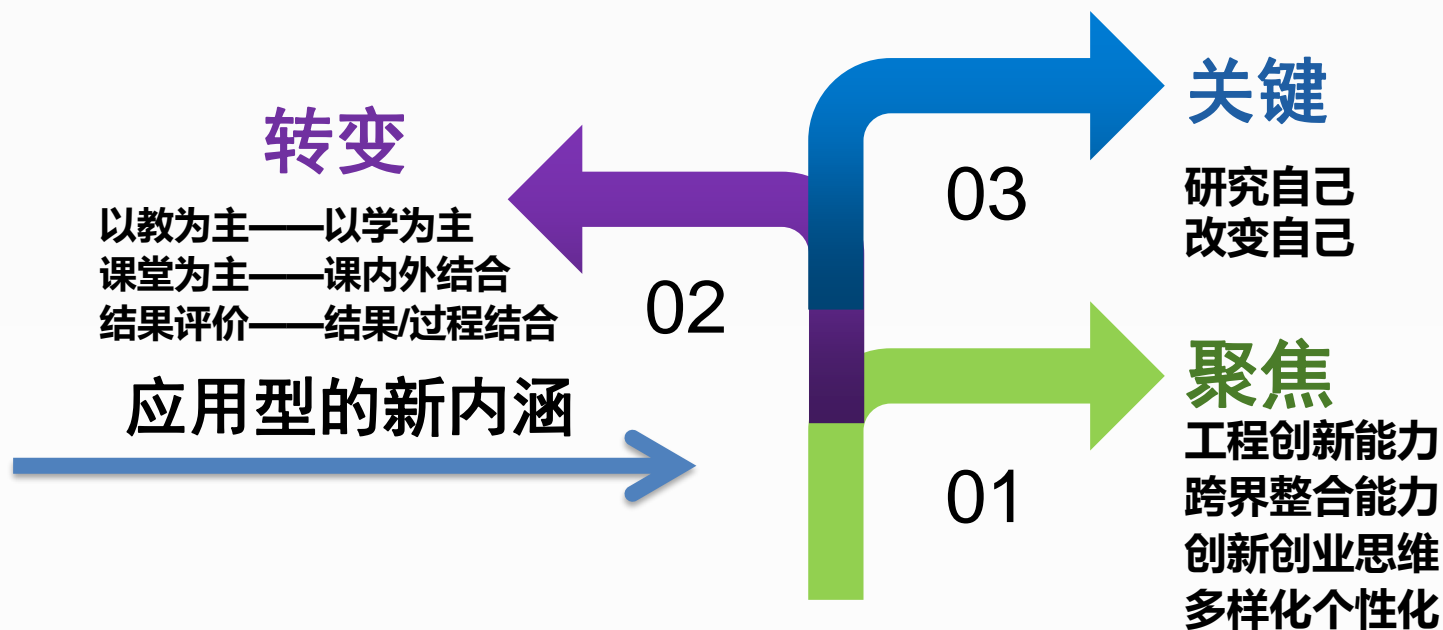 关键
03
研究自己
改变自己
转变
以教为主——以学为主
课堂为主——课内外结合
结果评价——结果/过程结合
02
应用型的新内涵
聚焦
01
工程创新能力
跨界整合能力
创新创业思维
多样化个性化